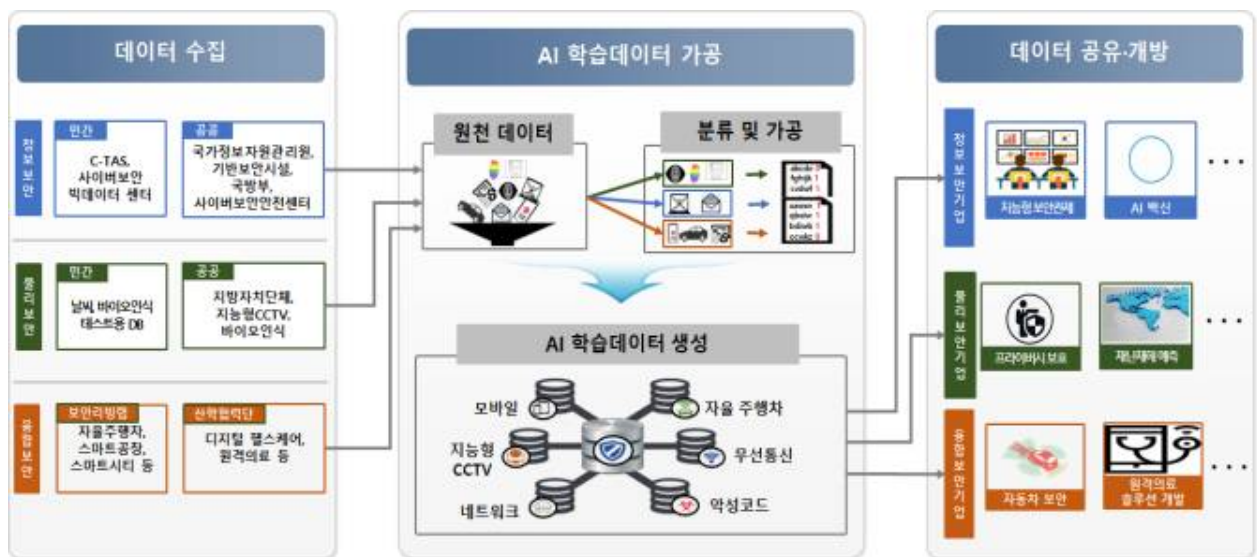 데이터 수집
정보보안
민간
C-TAS,
사이버보안
빅데이터 센터
공공
국가정보자원관리원,
기반보안시설,
국방부,
사이버보안안전센터
물리보안
민간
날씨, 바이오인식
테스트용 DB
공공
지방자치단체,
지능형CCTV,
바이오인식
융합보안
보안리빙랩
자율주행자,
스마트공장,
스마트시티 등
산학협력단
디지털 헬스케어,
원격의료 등
AI 학습데이터 가공
원천 데이터
분류 및 가공
AI 학습데이터 생성
모바일
자율 주행차
지능형
CCTV
무선통신
네트워크
악성코드
데이터 공유·개방
정보보안기업
지능형 보안관제
AI 백신
물리보안기업
프라이버시 보호
재난재해 예측
융합보안기업
자동차 보안
원격의료
솔루션 개발